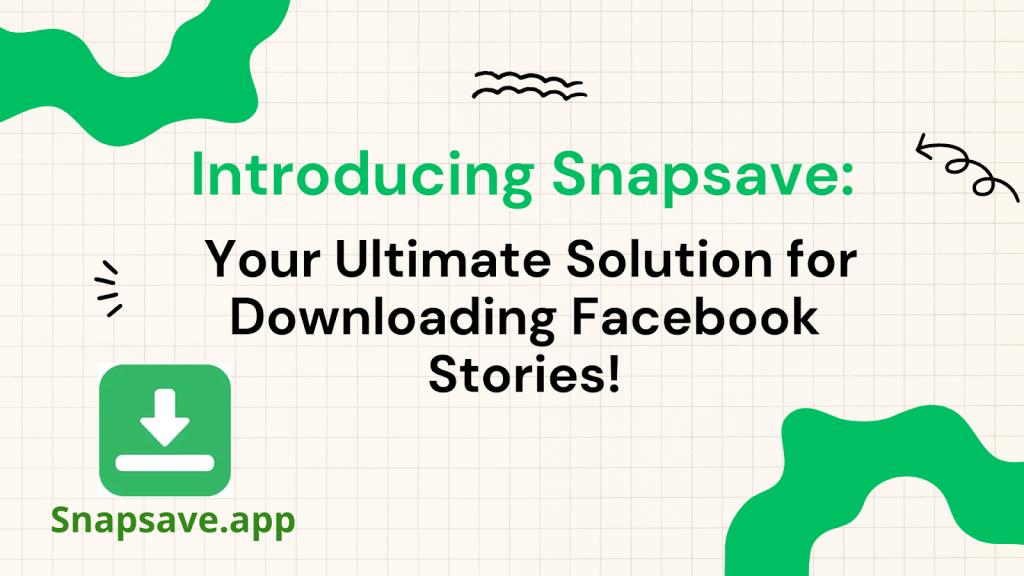 Introducing Snapsave:
Your Ultimate Solution for
Downloading Facebook
Stories!
Snapsave.app